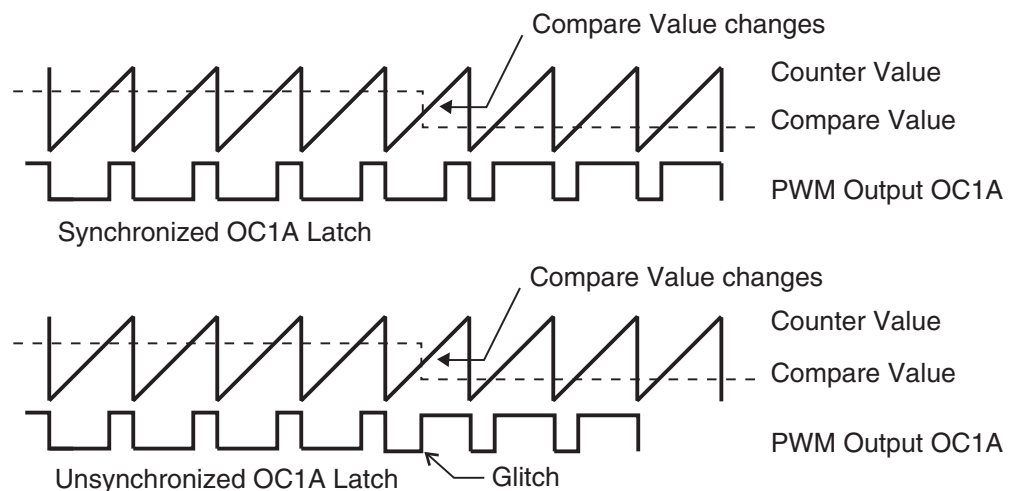 Compare Value changes
Counter Value
Compare Value
PWM Output OC1A
Synchronized OC1A Latch
Compare Value changes
Counter Value
Compare Value
PWM Output OC1A
Unsynchronized OC1A Latch
Glitch